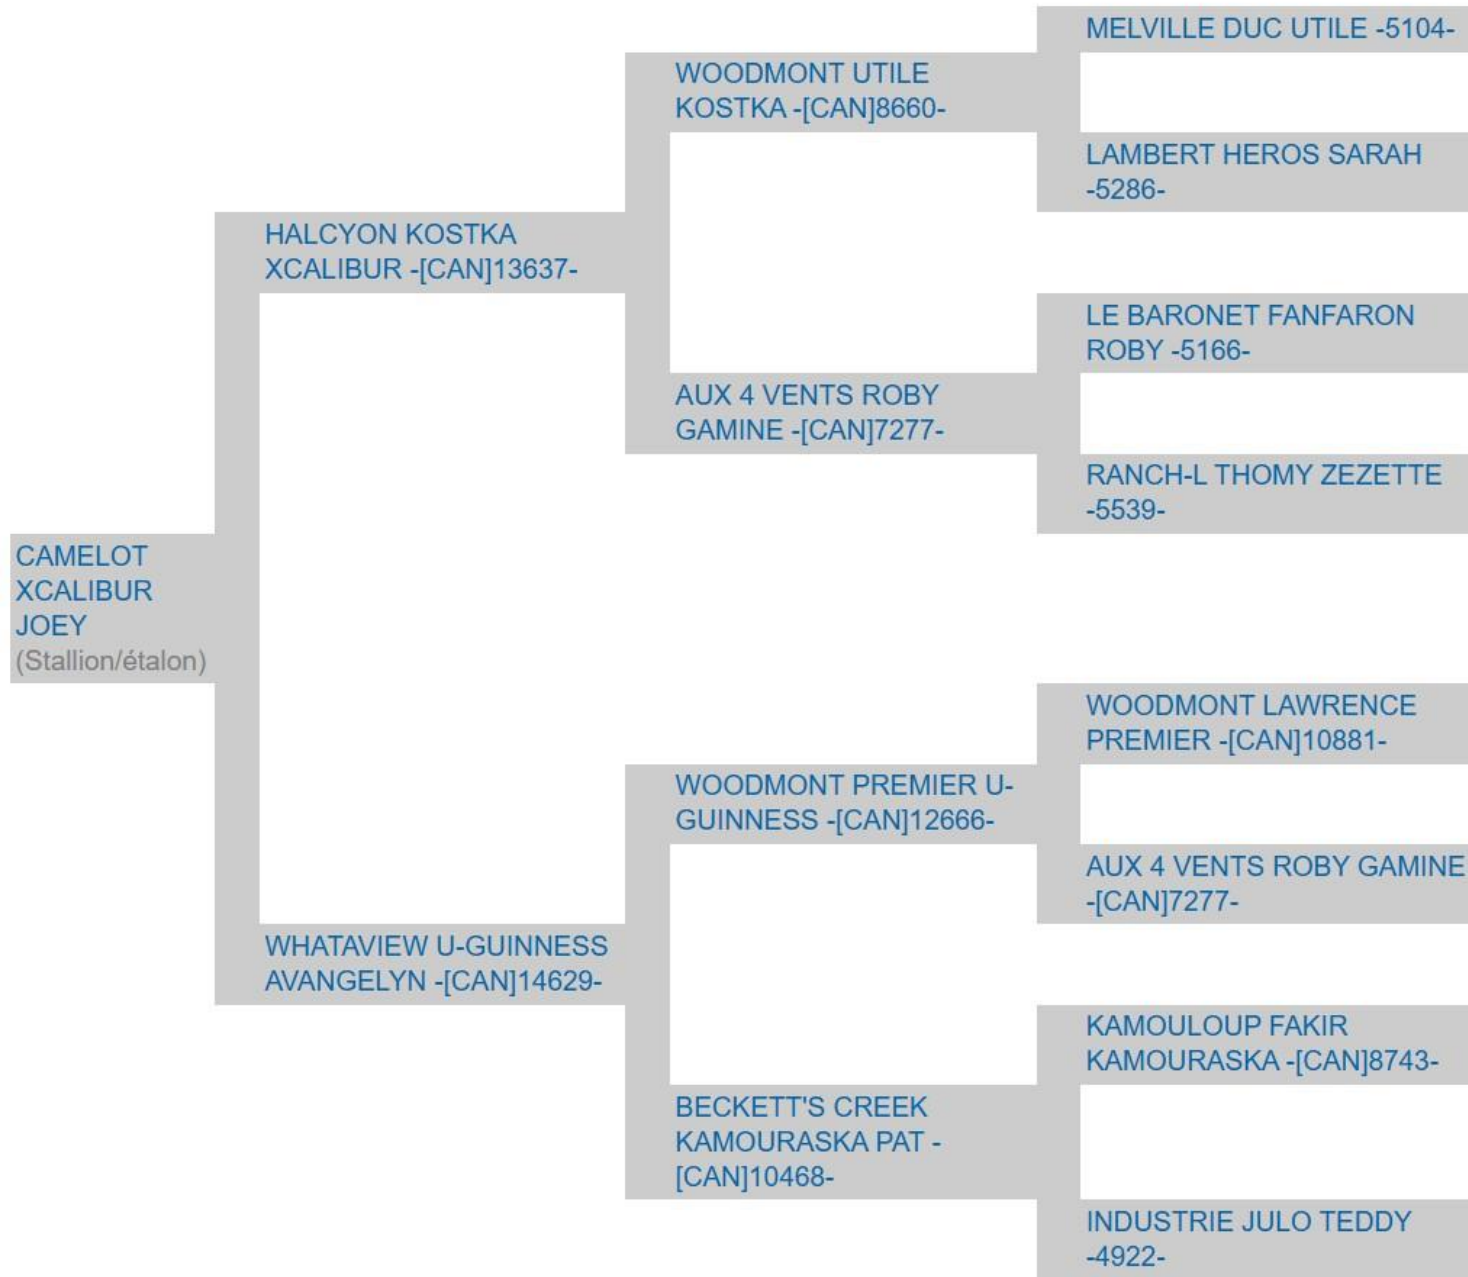 MELVILLE DUC UTILE -5104-
WOODMONT UTILE
KOSTKA -[CAN]8660-
LAMBERT HEROS SARAH
-5286-
HALCYON KOSTKA
XCALIBUR -[CAN]13637-
LE BARONET FANFARON
ROBY -5166-
AUX 4 VENTS ROBY
GAMINE -[CAN]7277-
RANCH-L THOMY ZEZETTE
-5539-
CAMELOT
XCALIBUR
JOEY
(Stallion/étalon)
WOODMONT LAWRENCE
PREMIER -[CAN]10881-
WOODMONT PREMIER U-
GUINNESS -[CAN]12666-
AUX 4 VENTS ROBY GAMINE
-[CAN]7277-
WHATAVIEW U-GUINNESS
AVANGELYN -[CAN]14629-
KAMOULOUP FAKIR
KAMOURASKA -[CAN]8743-
BECKETT'S CREEK
KAMOURASKA PAT -
[CAN]10468-
INDUSTRIE JULO TEDDY
-4922-